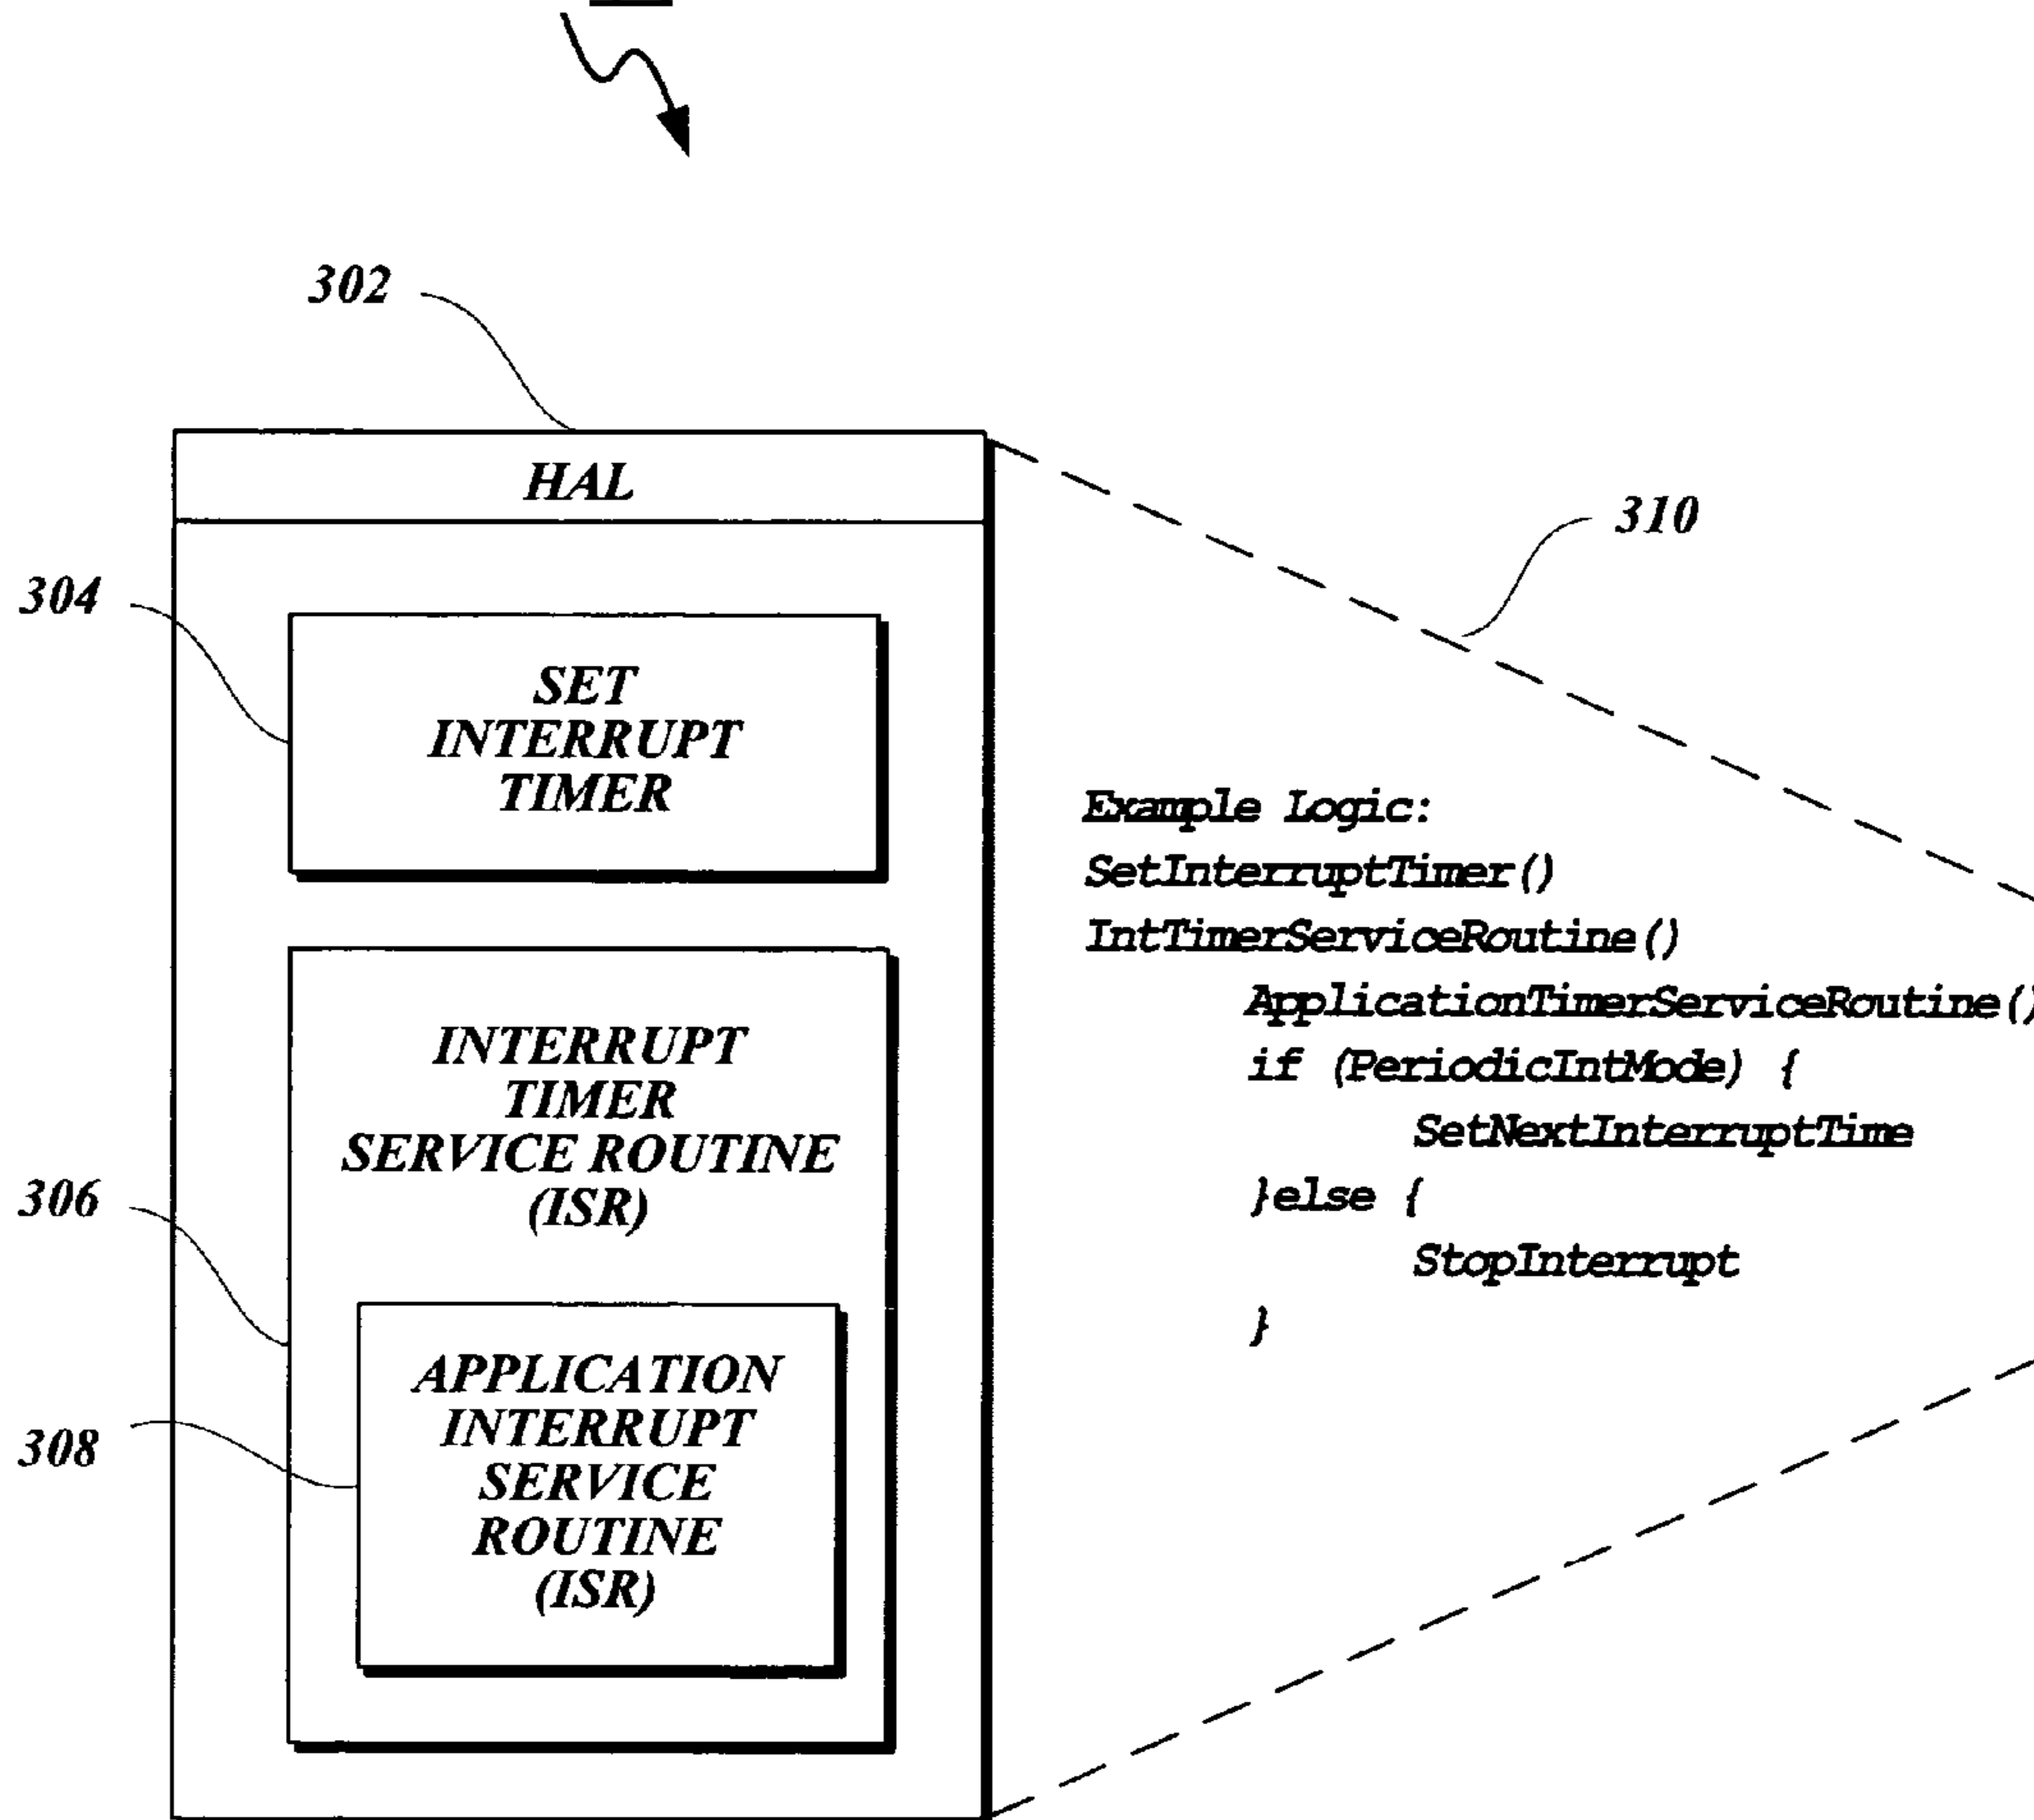 302
HAL
310
304
SET
INTERRUPT
TIMER
Example Logic:
SetInterruptTimer()
IntTimerServiceRoutine()
ApplicationTimerServiceRoutine()
if (PeriodicIntMode) {
SetNextInterruptTime
}else {
StopInterrupt
}
INTERRUPT
TIMER
SERVICE ROUTINE
(ISR)
306
APPLICATION
INTERRUPT
SERVICE
ROUTINE
(ISR)
308